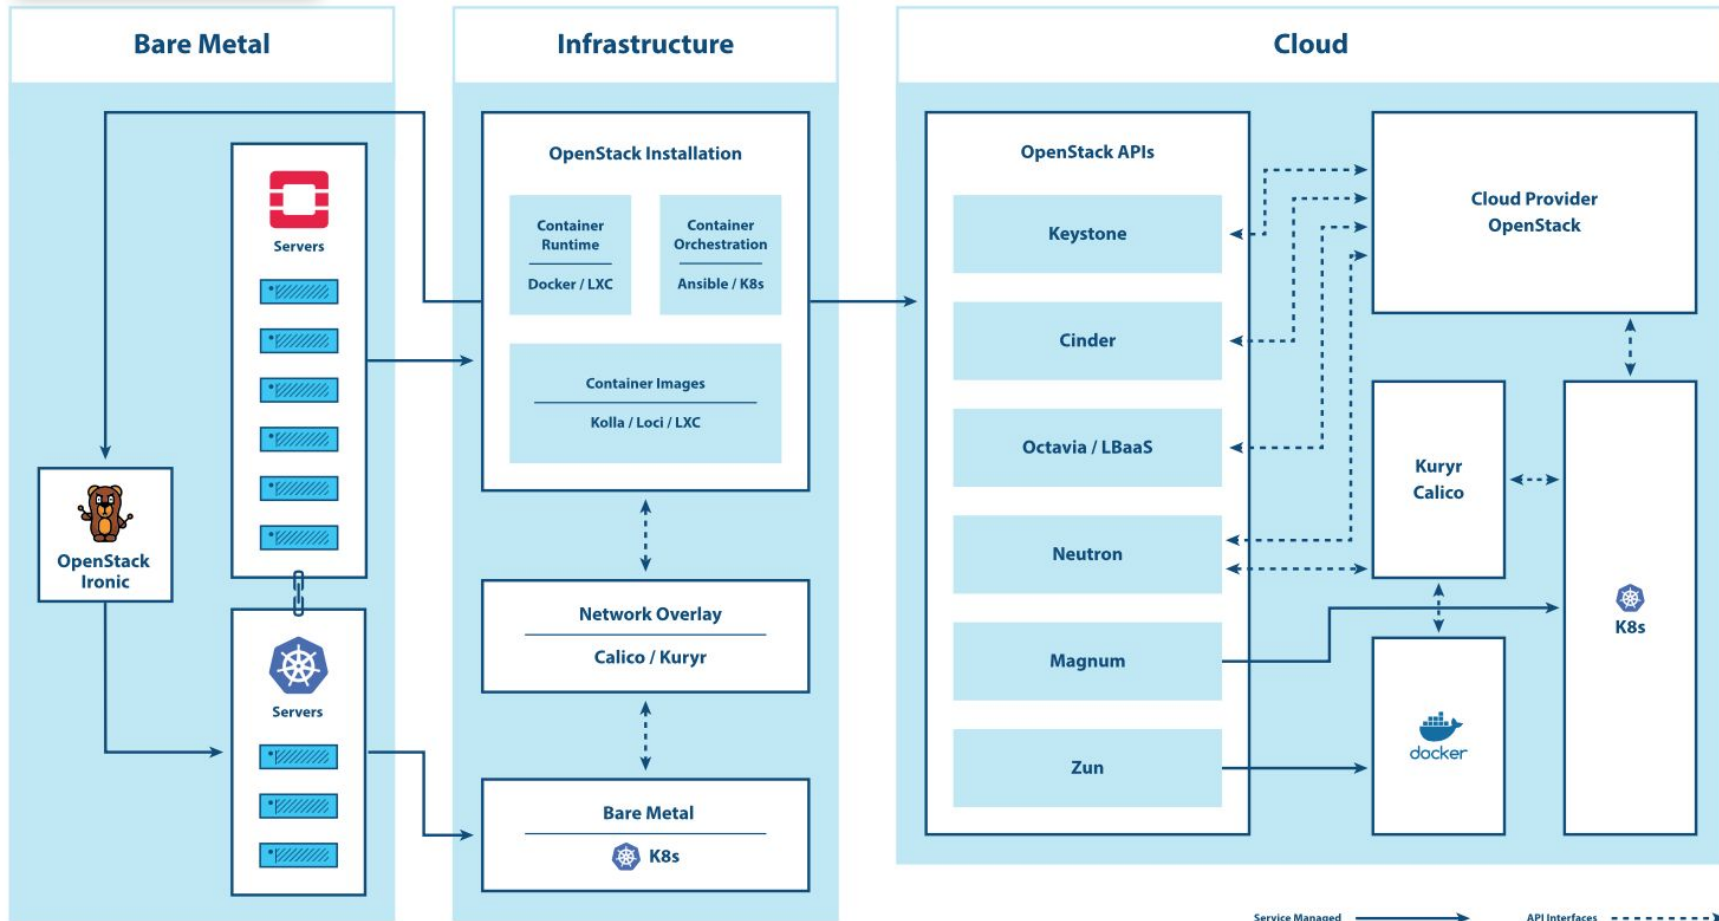 Bare Metal
Servers
OpenStack
Ironic
Servers
Infrastructure
OpenStack Installation
Container
Runtime
Docker / LXC
Container
Orchestration
Ansible / K8s
Container Images
Kolla / Loci / LXC
Network Overlay
Calico / Kuryr
Bare Metal
K8s
Cloud
OpenStack APIs
Keystone
Cinder
Octavia / LBaaS
Neutron
Magnum
Zun
Cloud Provider
OpenStack
Kuryr
Calico
docker
K8s
Service Managed
API Interfaces